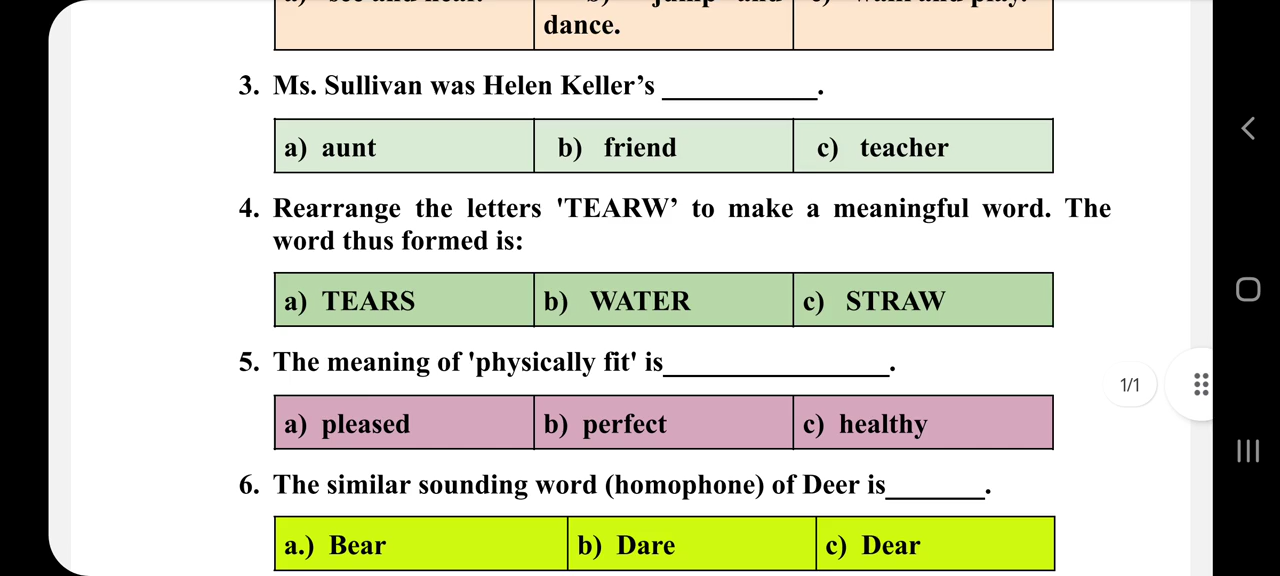 dance.
3. Ms. Sullivan was Helen Keller’s ___________.
a) aunt b) friend c) teacher
4. Rearrange the letters 'TEARW’ to make a meaningful word. The
word thus formed is:
a) TEARS b) WATER c) STRAW
5. The meaning of 'physically fit' is________________.
a) pleased b) perfect c) healthy
1/1
6. The similar sounding word (homophone) of Deer is_______.
a.) Bear b) Dare c) Dear